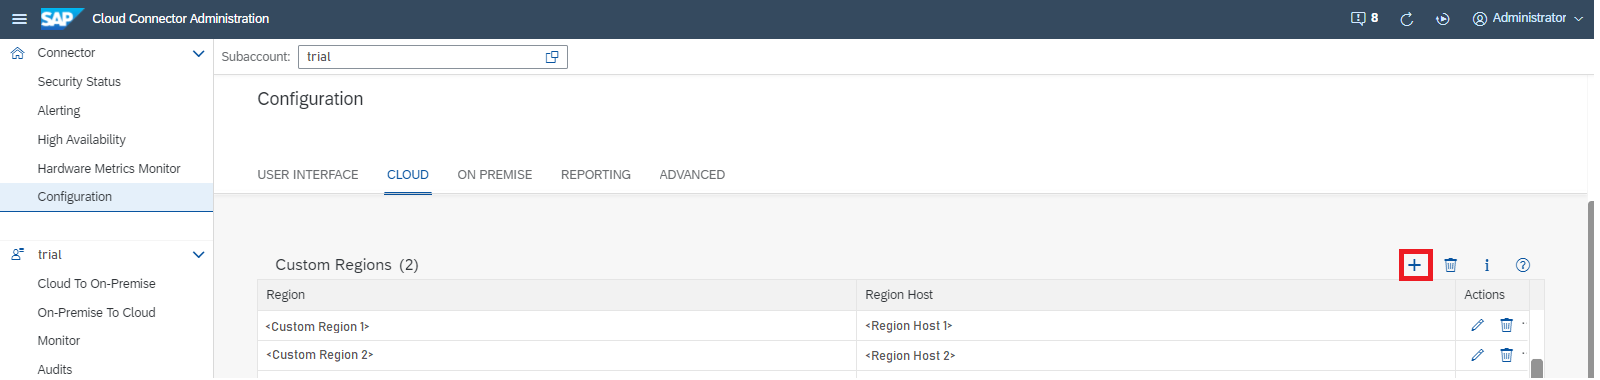 SAP Cloud Connector Administration 8 Administrator
Connector
Security Status
Alerting
High Availability
Hardware Metrics Monitor
Configuration
trial
Cloud To On-Premise
On-Premise To Cloud
Monitor
Audits
Subaccount: trial
Configuration
USER INTERFACE CLOUD ON PREMISE REPORTING ADVANCED
Custom Regions (2)
Region Region Host Actions
<Custom Region 1> <Region Host 1>
<Custom Region 2> <Region Host 2>